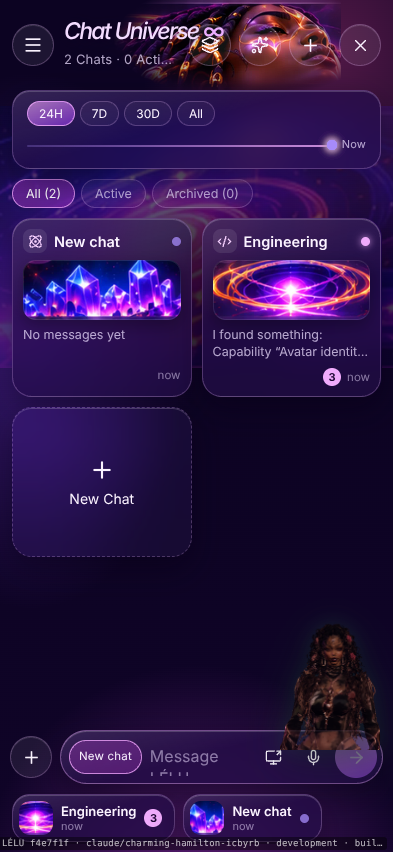 Chat Universe ∞
2 Chats · 0 Acti...
24H 7D 30D All
Now
All (2) Active Archived (0)
New chat
No messages yet
now
Engineering
I found something:
Capability “Avatar identit...
3 now
New Chat
New chat Message
Engineering 3
now
New chat
now
LÉLU f4e7f1f · claude/charming-hamilton-icbyrb · development · buil…